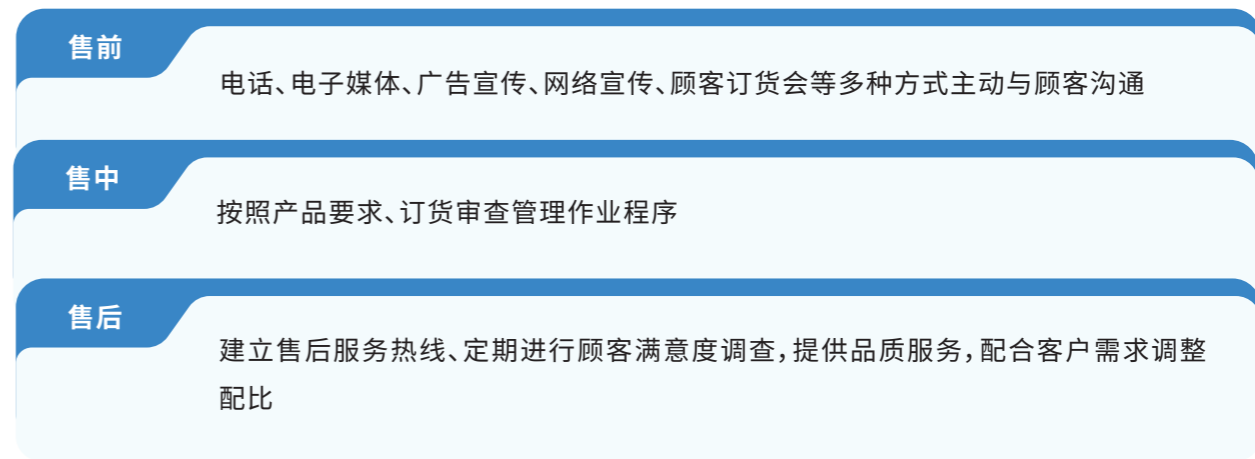 售前
电话、电子媒体、广告宣传、网络宣传、顾客订货会等多种方式主动与顾客沟通
售中
按照产品要求、订货审查管理作业程序
售后
建立售后服务热线、定期进行顾客满意度调查,提供品质服务,配合客户需求调整
配比